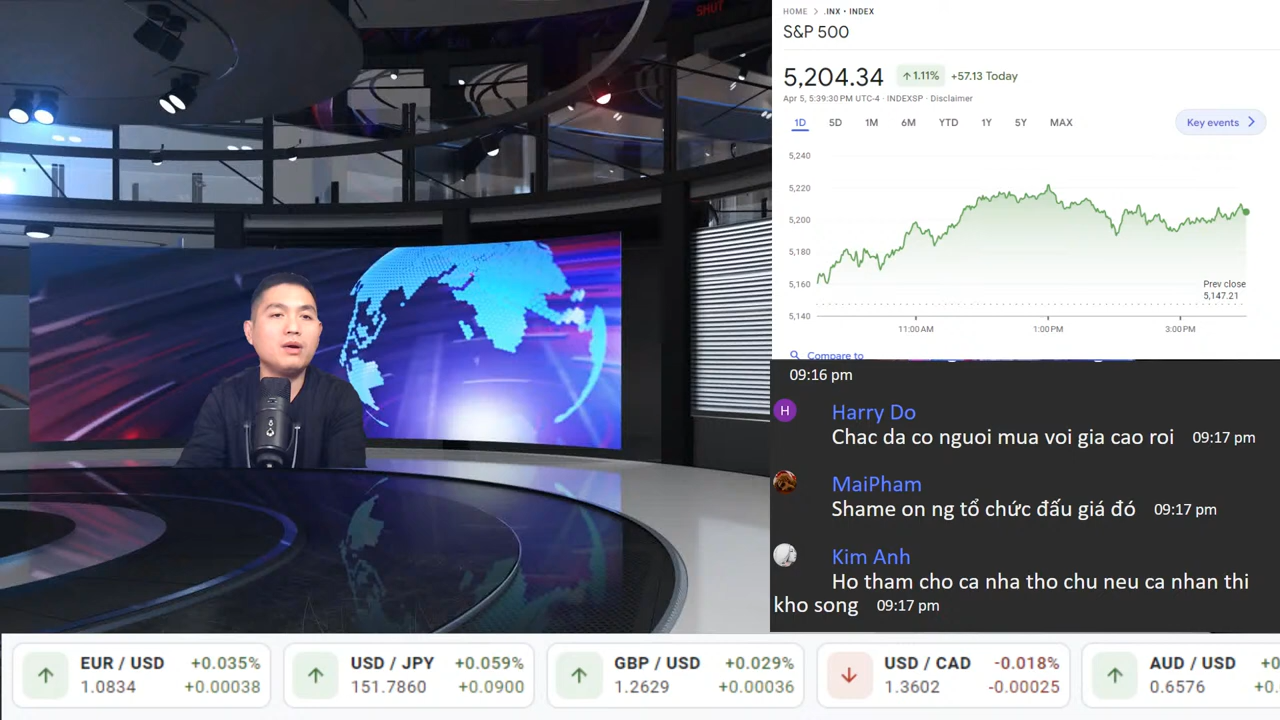 SHUT
HOME > .INX • INDEX
S&P 500
5,204.34 ↑1.11% +57.13 Today
Apr 5, 5:39:30 PM UTC-4 · INDEXSP · Disclaimer
1D 5D 1M 6M YTD 1Y 5Y MAX
Key events >
5,240
5,220
5,200
5,180
5,160
5,140
Prev close
5,147.21
11:00 AM 1:00 PM 3:00 PM
Compare to
09:16 pm
H
Harry Do
Chac da co nguoi mua voi gia cao roi 09:17 pm
MaiPham
Shame on ng tổ chức đấu giá đó 09:17 pm
Kim Anh
Ho tham cho ca nha tho chu neu ca nhan thi
kho song 09:17 pm
EUR / USD +0.035%
1.0834 +0.00038
USD / JPY +0.059%
151.7860 +0.0900
GBP / USD +0.029%
1.2629 +0.00036
USD / CAD -0.018%
1.3602 -0.00025
AUD / USD
0.6576